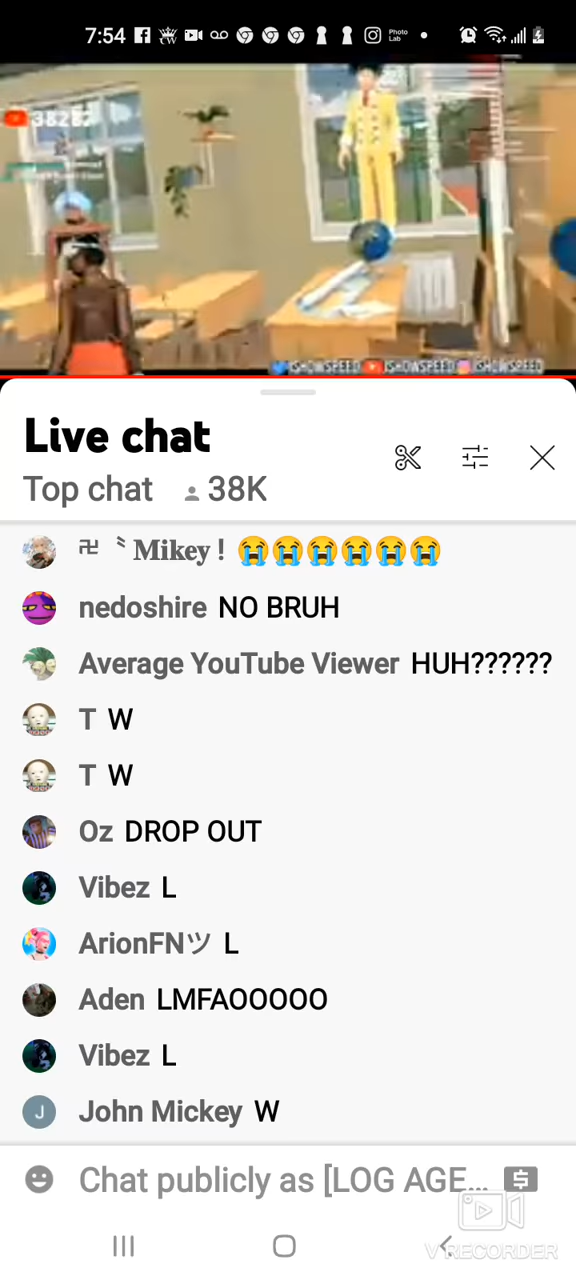 7:54
Photo
Lab
ISHOWSPEED ISHOWSPEED ISHOWSPEED
Live chat
Top chat 38K
卍〝𝐌𝐢𝐤𝐞𝐲 ! 😭😭😭😭😭😭
nedoshire NO BRUH
Average YouTube Viewer HUH??????
T W
T W
Oz DROP OUT
Vibez L
ArionFNツ L
Aden LMFAOOOOO
Vibez L
J John Mickey W
Chat publicly as [LOG AGE...
V RECORDER